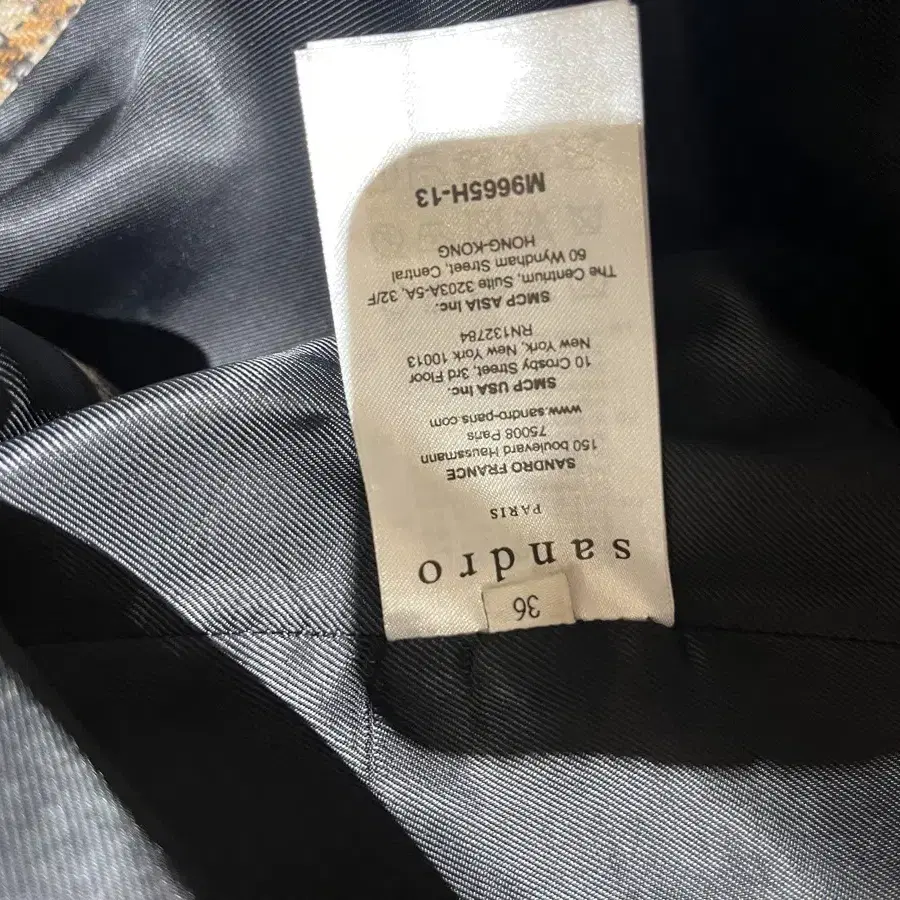 36
sandro
PARIS
SANDRO FRANCE
150 boulevard Haussmann
75008 Paris
www.sandro-paris.com
SMCP USA Inc.
10 Crosby Street, 3rd Floor
New York, New York 10013
RN132784
SMCP ASIA Inc.
The Centrium, Suite 3203A-5A, 32/F
60 Wyndham Street, Central
HONG-KONG
M9665H-13